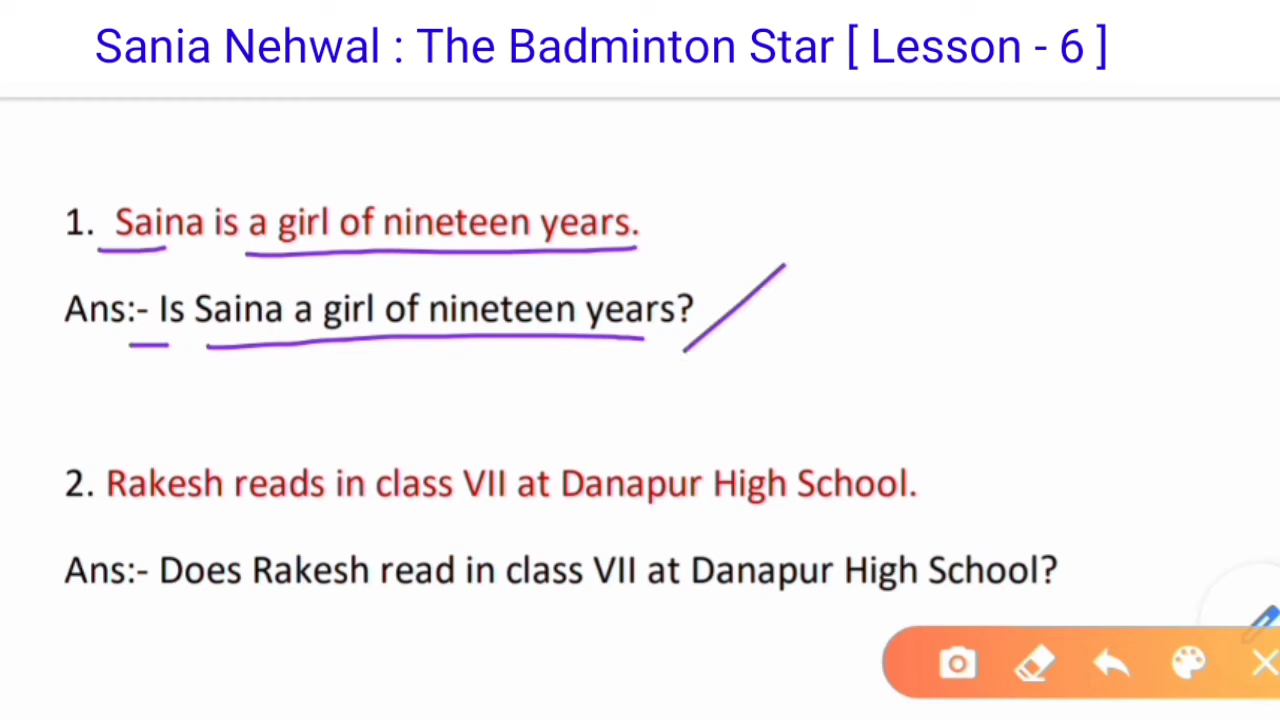 Sania Nehwal : The Badminton Star [ Lesson - 6 ]
1. Saina is a girl of nineteen years.
Ans:- Is Saina a girl of nineteen years?
2. Rakesh reads in class VII at Danapur High School.
Ans:- Does Rakesh read in class VII at Danapur High School?